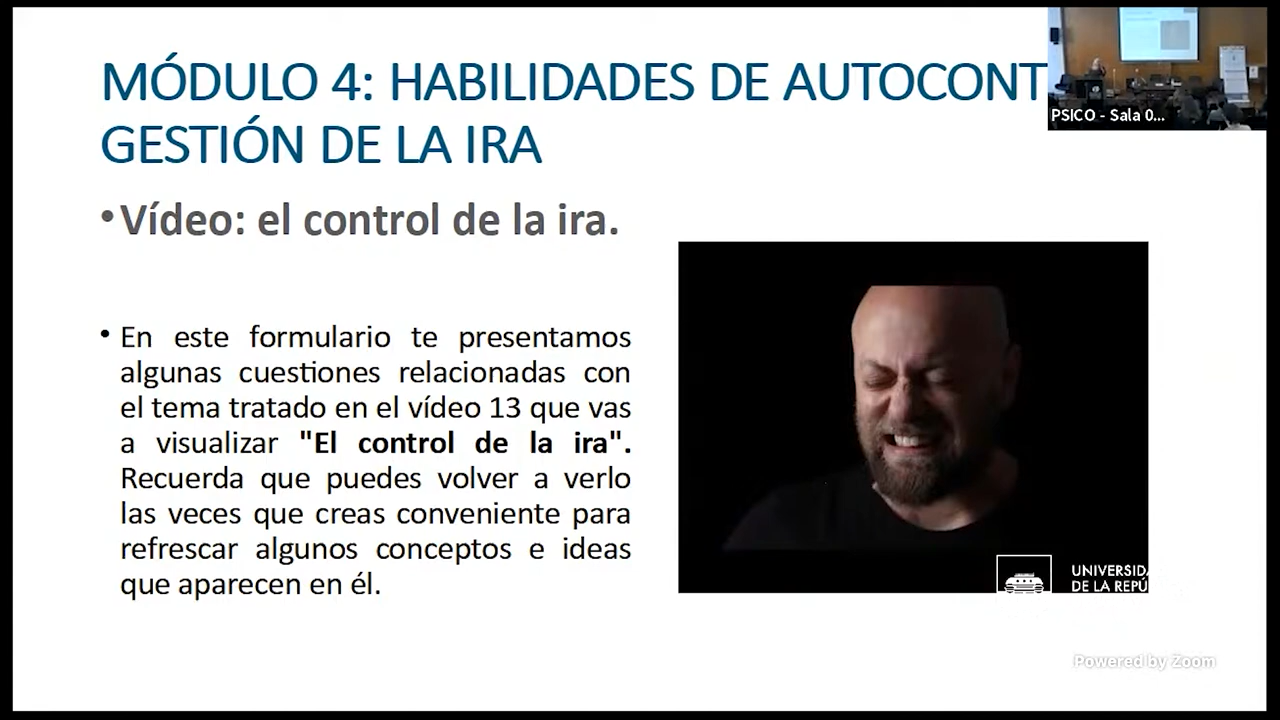 MÓDULO 4: HABILIDADES DE AUTOCONT
GESTIÓN DE LA IRA
PSICO - Sala 0...
•Vídeo: el control de la ira.
• En este formulario te presentamos
algunas cuestiones relacionadas con
el tema tratado en el vídeo 13 que vas
a visualizar "El control de la ira".
Recuerda que puedes volver a verlo
las veces que creas conveniente para
refrescar algunos conceptos e ideas
que aparecen en él.
UNIVERSIDA
DE LA REPÚ
Powered by Zoom